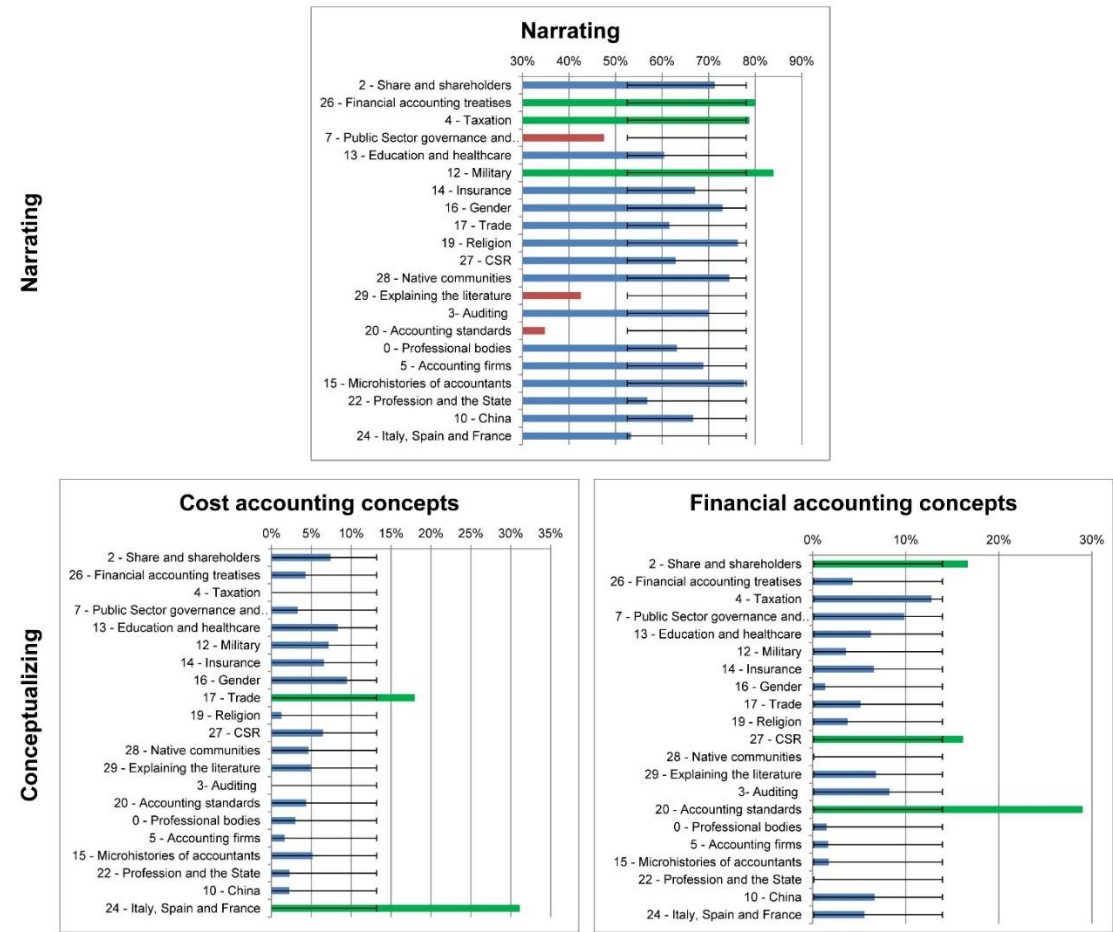 Narrating
Narrating
30% 40% 50% 60% 70% 80% 90%
2 - Share and shareholders
26 - Financial accounting treatises
4 - Taxation
7 - Public Sector governance and..
13 - Education and healthcare
12 - Military
14 - Insurance
16 - Gender
17 - Trade
19 - Religion
27 - CSR
28 - Native communities
29 - Explaining the literature
3- Auditing
20 - Accounting standards
0 - Professional bodies
5 - Accounting firms
15 - Microhistories of accountants
22 - Profession and the State
10 - China
24 - Italy, Spain and France
Conceptualizing
Cost accounting concepts
0% 5% 10% 15% 20% 25% 30% 35%
2 - Share and shareholders
26 - Financial accounting treatises
4 - Taxation
7 - Public Sector governance and..
13 - Education and healthcare
12 - Military
14 - Insurance
16 - Gender
17 - Trade
19 - Religion
27 - CSR
28 - Native communities
29 - Explaining the literature
3- Auditing
20 - Accounting standards
0 - Professional bodies
5 - Accounting firms
15 - Microhistories of accountants
22 - Profession and the State
10 - China
24 - Italy, Spain and France
Financial accounting concepts
0% 10% 20% 30%
2 - Share and shareholders
26 - Financial accounting treatises
4 - Taxation
7 - Public Sector governance and..
13 - Education and healthcare
12 - Military
14 - Insurance
16 - Gender
17 - Trade
19 - Religion
27 - CSR
28 - Native communities
29 - Explaining the literature
3- Auditing
20 - Accounting standards
0 - Professional bodies
5 - Accounting firms
15 - Microhistories of accountants
22 - Profession and the State
10 - China
24 - Italy, Spain and France